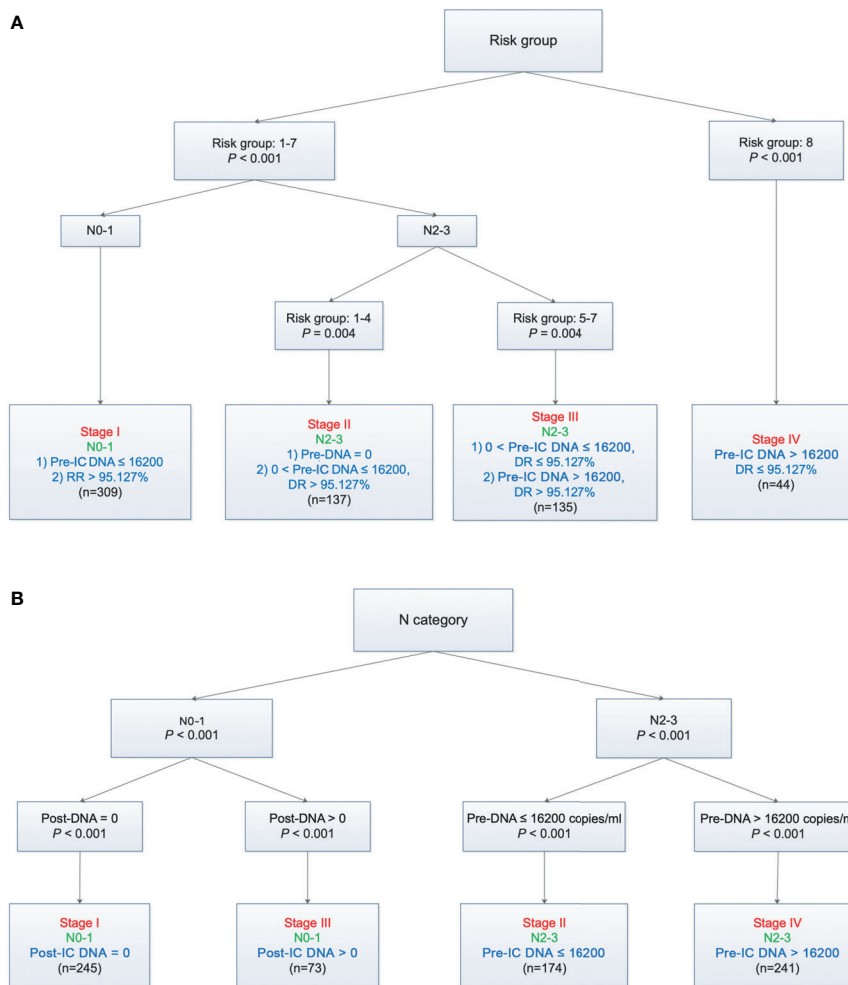 A
Risk group
Risk group: 1-7
P < 0.001
Risk group: 8
P < 0.001
N0-1
N2-3
Risk group: 1-4
P = 0.004
Risk group: 5-7
P = 0.004
Stage I
N0-1
1) Pre-IC DNA ≤ 16200
2) RR > 95.127%
(n=309)
Stage II
N2-3
1) Pre-DNA = 0
2) 0 < Pre-IC DNA ≤ 16200,
DR > 95.127%
(n=137)
Stage III
N2-3
1) 0 < Pre-IC DNA ≤ 16200,
DR ≤ 95.127%
2) Pre-IC DNA > 16200,
DR > 95.127%
(n=135)
Stage IV
Pre-IC DNA > 16200
DR ≤ 95.127%
(n=44)
B
N category
N0-1
P < 0.001
N2-3
P < 0.001
Post-DNA = 0
P < 0.001
Post-DNA > 0
P < 0.001
Pre-DNA ≤ 16200 copies/ml
P < 0.001
Pre-DNA > 16200 copies/m
P < 0.001
Stage I
N0-1
Post-IC DNA = 0
(n=245)
Stage III
N0-1
Post-IC DNA > 0
(n=73)
Stage II
N2-3
Pre-IC DNA ≤ 16200
(n=174)
Stage IV
N2-3
Pre-IC DNA > 16200
(n=241)